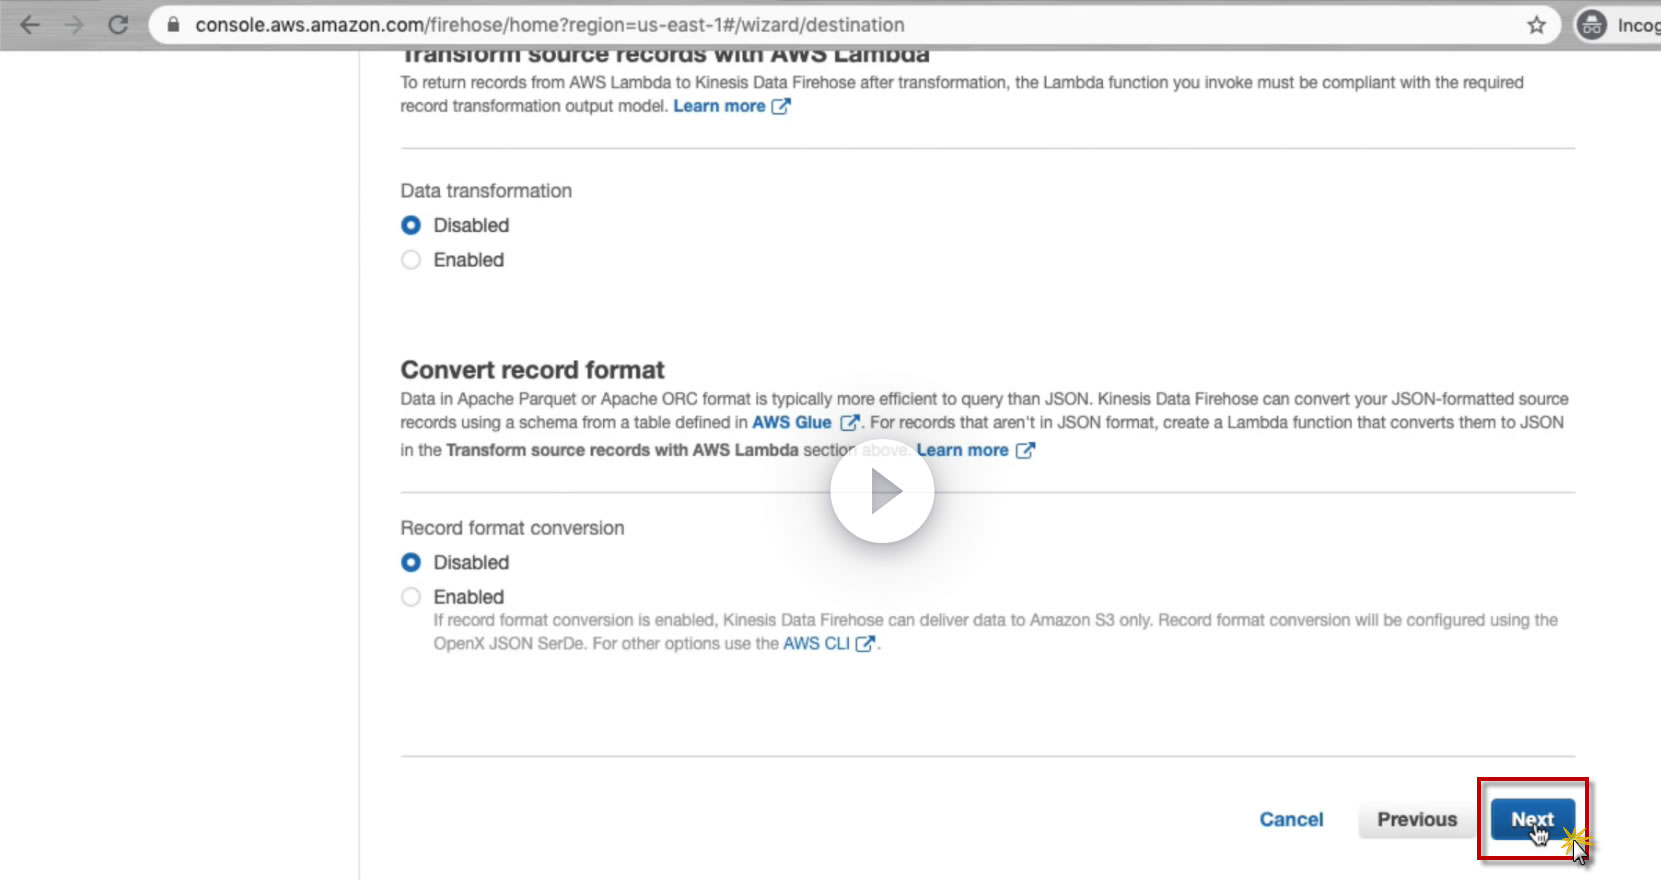 console.aws.amazon.com/firehose/home?region=us-east-1#/wizard/destination
Incog
Transform source records with AWS Lambda
To return records from AWS Lambda to Kinesis Data Firehose after transformation, the Lambda function you invoke must be compliant with the required
record transformation output model. Learn more
Data transformation
Disabled
Enabled
Convert record format
Data in Apache Parquet or Apache ORC format is typically more efficient to query than JSON. Kinesis Data Firehose can convert your JSON-formatted source
records using a schema from a table defined in AWS Glue . For records that aren't in JSON format, create a Lambda function that converts them to JSON
in the Transform source records with AWS Lambda section above. Learn more
Record format conversion
Disabled
Enabled
If record format conversion is enabled, Kinesis Data Firehose can deliver data to Amazon S3 only. Record format conversion will be configured using the
OpenX JSON SerDe. For other options use the AWS CLI .
Cancel
Previous
Next